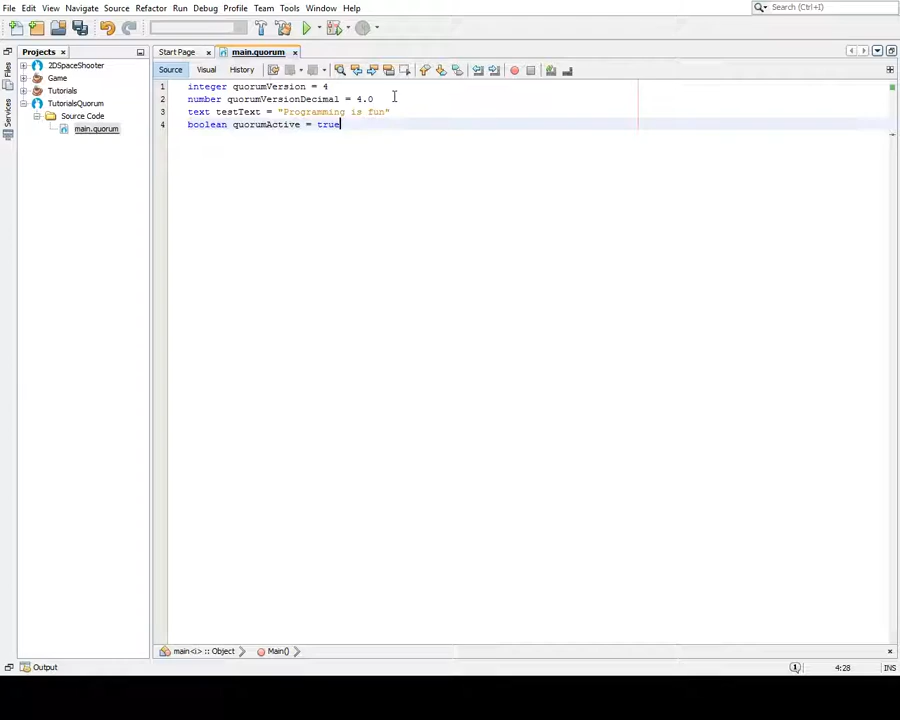 File Edit View Navigate Source Refactor Run Debug Profile Team Tools Window Help
Search (Ctrl+I)
Projects
Start Page
main.quorum
Source Visual History
Files
Services
2DSpaceShooter
Game
Tutorials
TutorialsQuorum
Source Code
main.quorum
1 integer quorumVersion = 4
2 number quorumVersionDecimal = 4.0
3 text testText = "Programming is fun"
4 boolean quorumActive = true
main<i> :: Object Main()
Output
1 4:28 INS